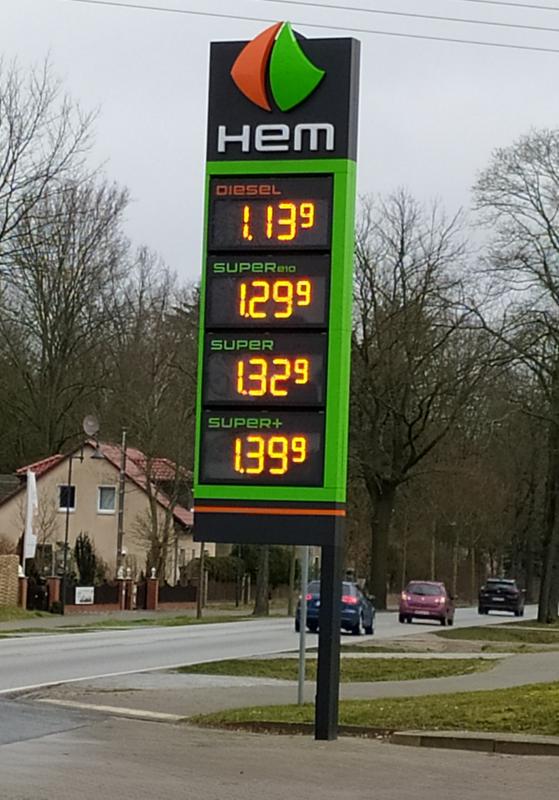 HEM
DIESEL
1.13⁹
SUPER E10
1.29⁹
SUPER
1.32⁹
SUPER+
1.39⁹